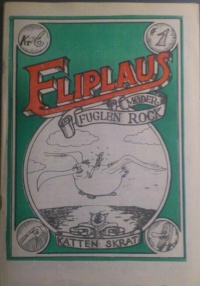 Kr 6
1
FLIPLAUS
MØDER
FUGLEN ROCK
KATTEN SKRAT